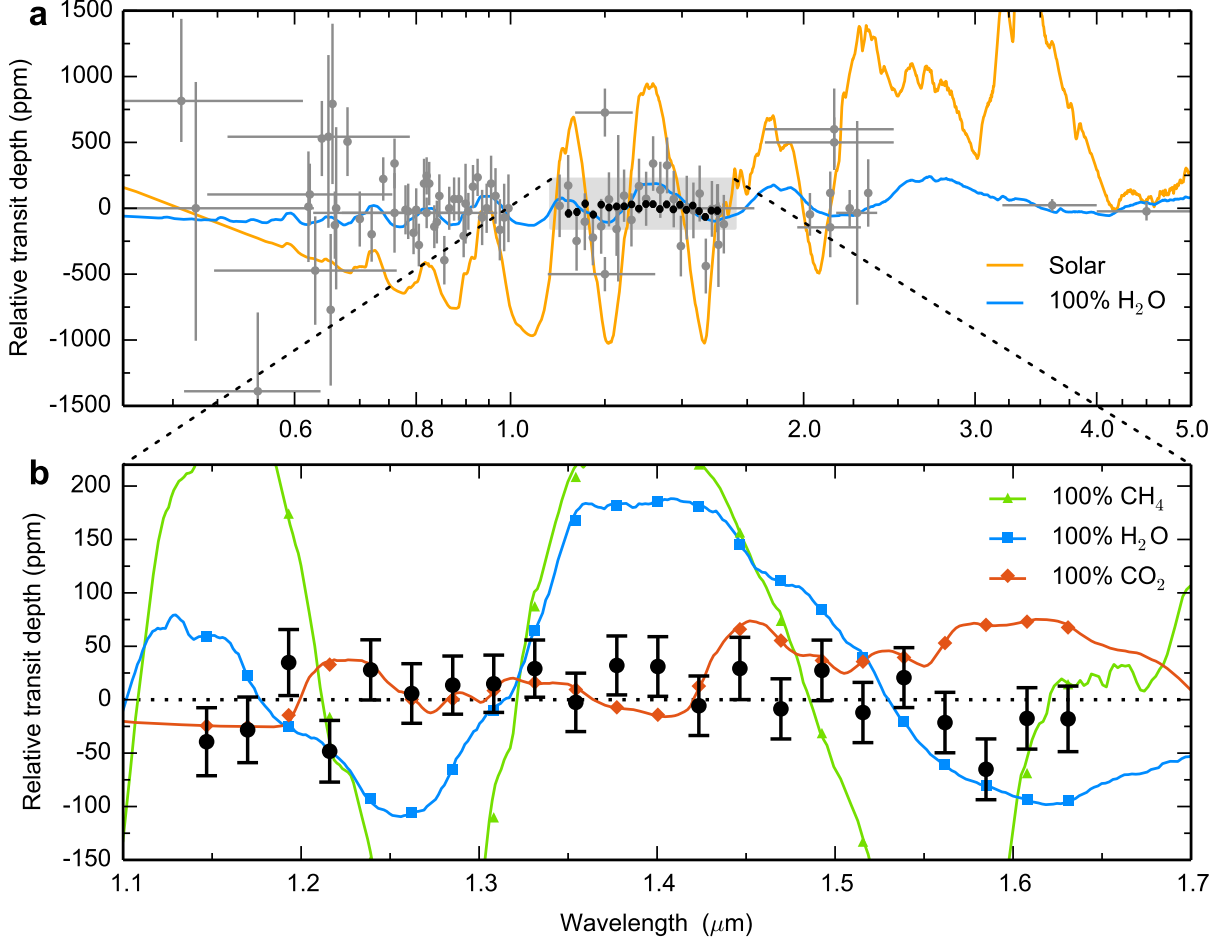 a
1500
1000
500
0
-500
-1000
-1500
Relative transit depth (ppm)
Solar
100% H2O
0.6 0.8 1.0 2.0 3.0 4.0 5.0
b
200
150
100
50
0
-50
-100
-150
Relative transit depth (ppm)
100% CH4
100% H2O
100% CO2
1.1 1.2 1.3 1.4 1.5 1.6 1.7
Wavelength (μm)